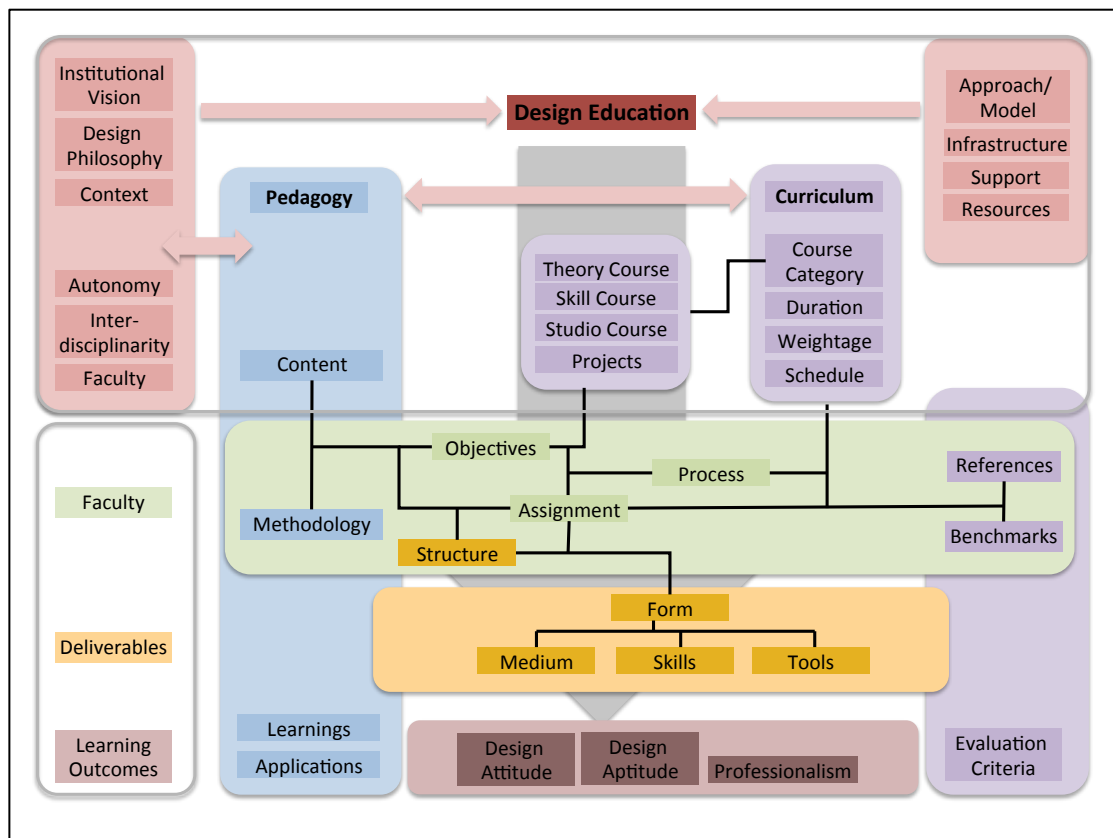 Institutional
Vision
Design
Philosophy
Context
Autonomy
Inter-
disciplinarity
Faculty
Design Education
Approach/
Model
Infrastructure
Support
Resources
Pedagogy
Curriculum
Theory Course
Skill Course
Studio Course
Projects
Course
Category
Duration
Weightage
Schedule
Content
Objectives
Process
References
Faculty
Methodology
Assignment
Benchmarks
Structure
Form
Deliverables
Medium
Skills
Tools
Learning
Outcomes
Learnings
Applications
Design
Attitude
Design
Aptitude
Professionalism
Evaluation
Criteria